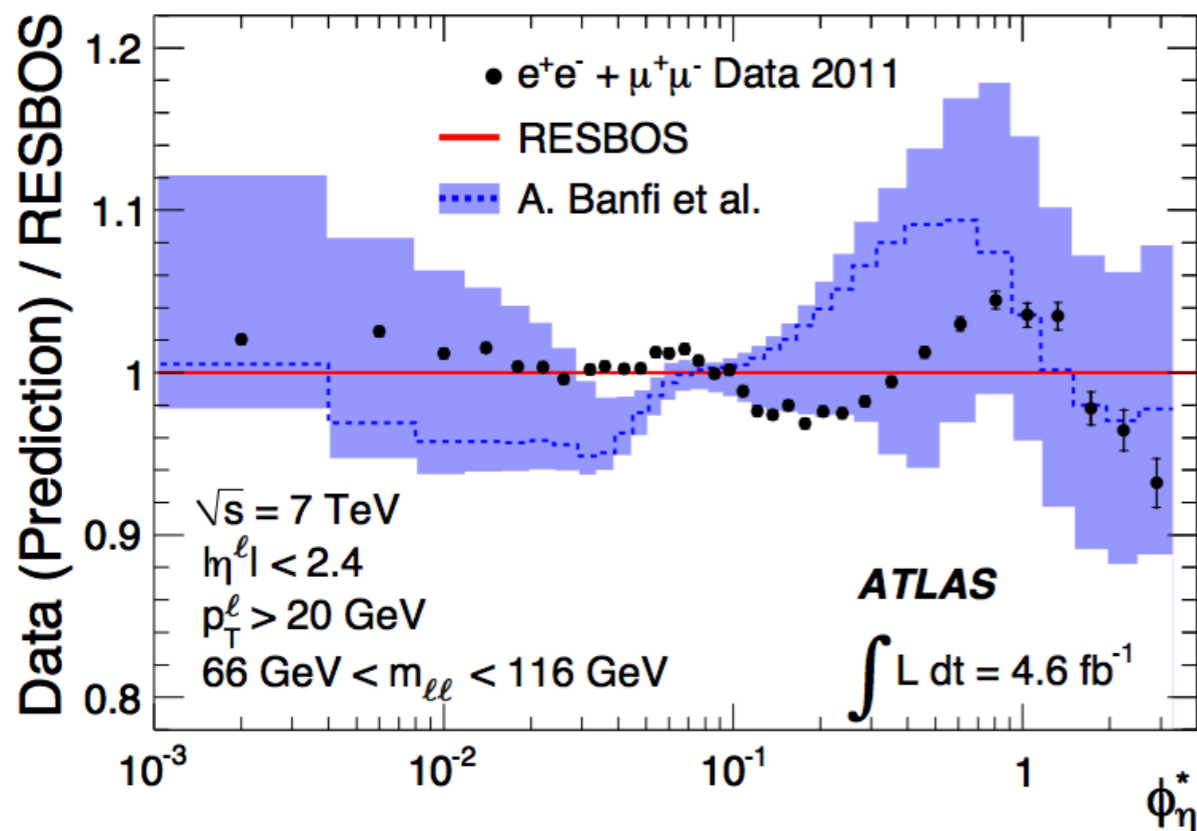 Data (Prediction) / RESBOS
1.2
1.1
1
0.9
0.8
e⁺e⁻ + μ⁺μ⁻ Data 2011
RESBOS
A. Banfi et al.
√s = 7 TeV
|η^ℓ| < 2.4
p_T^ℓ > 20 GeV
66 GeV < m_ℓℓ < 116 GeV
ATLAS
∫ L dt = 4.6 fb⁻¹
10⁻³ 10⁻² 10⁻¹ 1
ϕ*_η